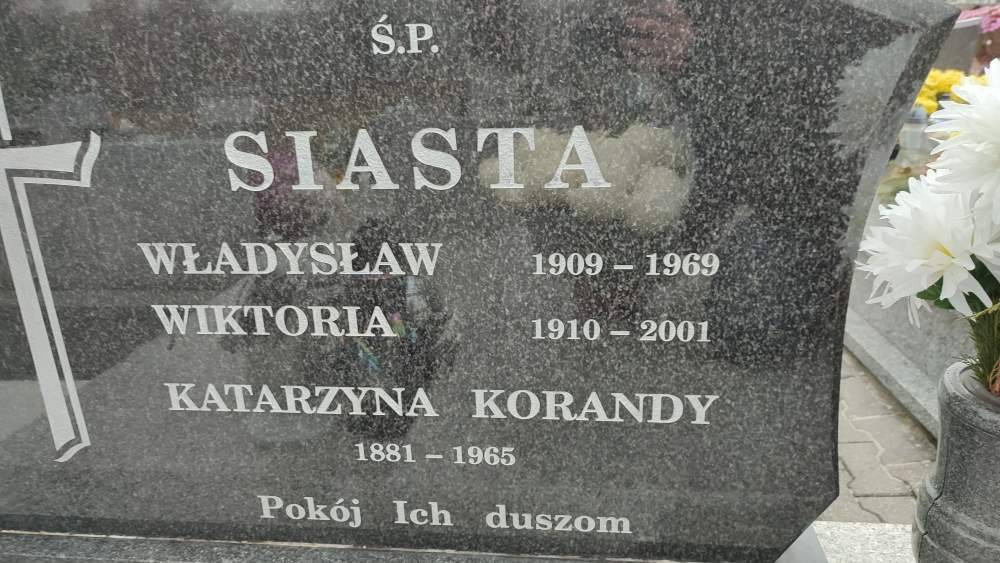 Ś.P.
SIASTA
WŁADYSŁAW 1909 – 1969
WIKTORIA 1910 – 2001
KATARZYNA KORANDY
1881 – 1965
Pokój Ich duszom